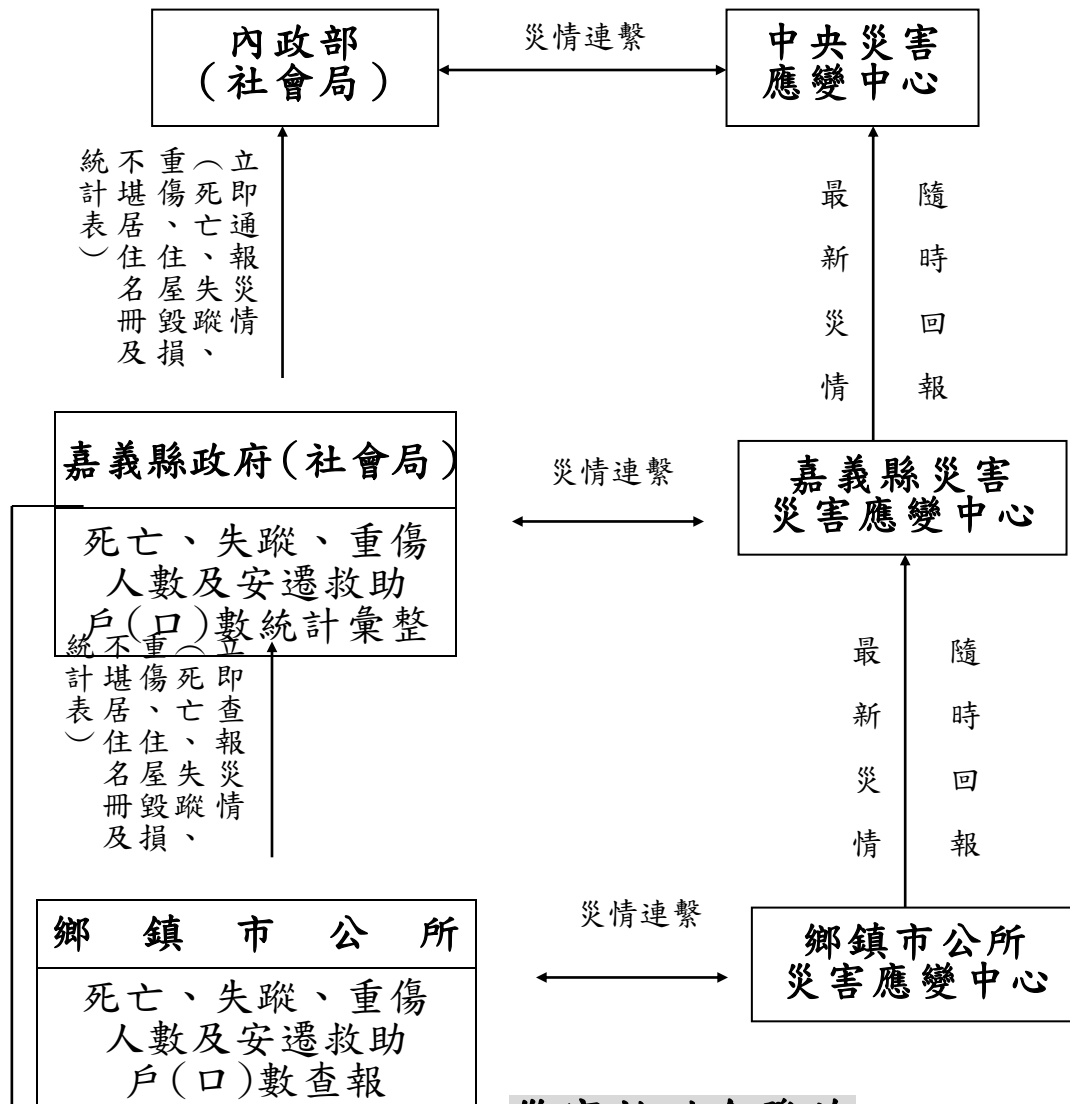 內政部
(社會局)
災情連繫
中央災害
應變中心
立即通報災情
（死亡、失蹤、
重傷、住屋毀損、
不堪居住名冊及
統計表）
隨時回報
最新災情
嘉義縣政府(社會局)
死亡、失蹤、重傷
人數及安遷救助
戶(口)數統計彙整
災情連繫
嘉義縣災害
災害應變中心
立即查報災情
（死亡、失蹤、
重傷、住屋毀損、
不堪居住名冊及
統計表）
隨時回報
最新災情
鄉鎮市公所
死亡、失蹤、重傷
人數及安遷救助
戶(口)數查報
災情連繫
鄉鎮市公所
災害應變中心